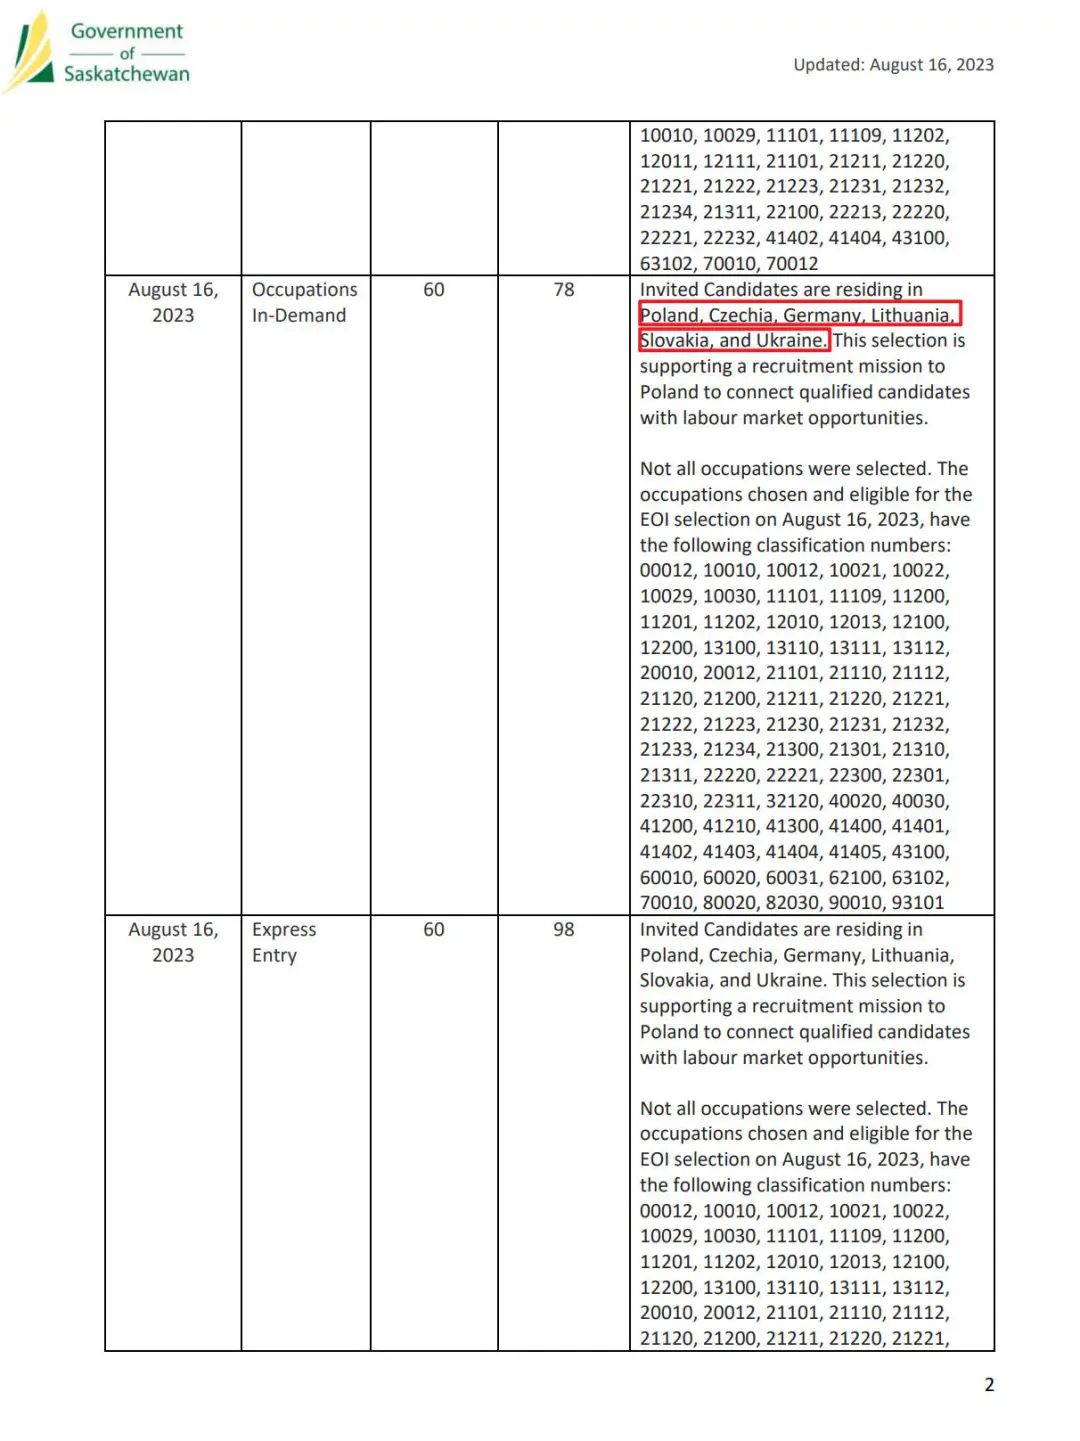 Government
of
Saskatchewan
Updated: August 16, 2023
10010, 10029, 11101, 11109, 11202,
12011, 12111, 21101, 21211, 21220,
21221, 21222, 21223, 21231, 21232,
21234, 21311, 22100, 22213, 22220,
22221, 22232, 41402, 41404, 43100,
63102, 70010, 70012
August 16,
2023
Occupations
In-Demand
60
78
Invited Candidates are residing in
Poland, Czechia, Germany, Lithuania,
Slovakia, and Ukraine. This selection is
supporting a recruitment mission to
Poland to connect qualified candidates
with labour market opportunities.
Not all occupations were selected. The
occupations chosen and eligible for the
EOI selection on August 16, 2023, have
the following classification numbers:
00012, 10010, 10012, 10021, 10022,
10029, 10030, 11101, 11109, 11200,
11201, 11202, 12010, 12013, 12100,
12200, 13100, 13110, 13111, 13112,
20010, 20012, 21101, 21110, 21112,
21120, 21200, 21211, 21220, 21221,
21222, 21223, 21230, 21231, 21232,
21233, 21234, 21300, 21301, 21310,
21311, 22220, 22221, 22300, 22301,
22310, 22311, 32120, 40020, 40030,
41200, 41210, 41300, 41400, 41401,
41402, 41403, 41404, 41405, 43100,
60010, 60020, 60031, 62100, 63102,
70010, 80020, 82030, 90010, 93101
August 16,
2023
Express
Entry
60
98
Invited Candidates are residing in
Poland, Czechia, Germany, Lithuania,
Slovakia, and Ukraine. This selection is
supporting a recruitment mission to
Poland to connect qualified candidates
with labour market opportunities.
Not all occupations were selected. The
occupations chosen and eligible for the
EOI selection on August 16, 2023, have
the following classification numbers:
00012, 10010, 10012, 10021, 10022,
10029, 10030, 11101, 11109, 11200,
11201, 11202, 12010, 12013, 12100,
12200, 13100, 13110, 13111, 13112,
20010, 20012, 21101, 21110, 21112,
21120, 21200, 21211, 21220, 21221,
2